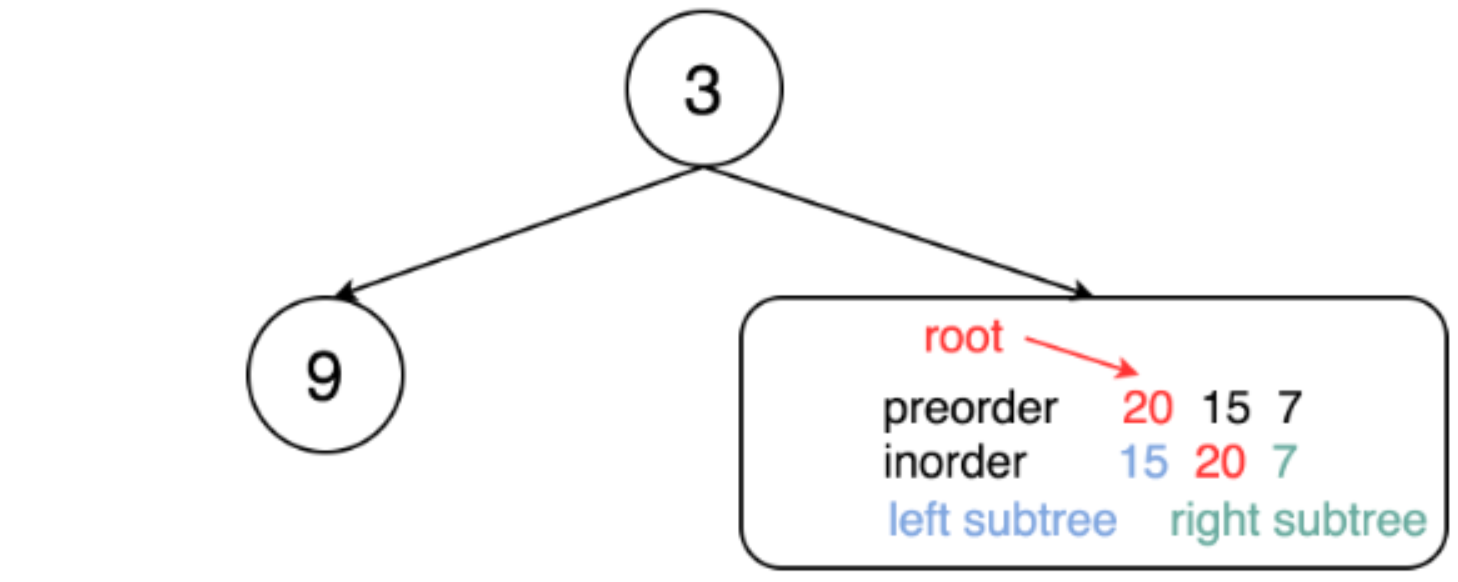 3
9
root
preorder 20 15 7
inorder 15 20 7
left subtree right subtree